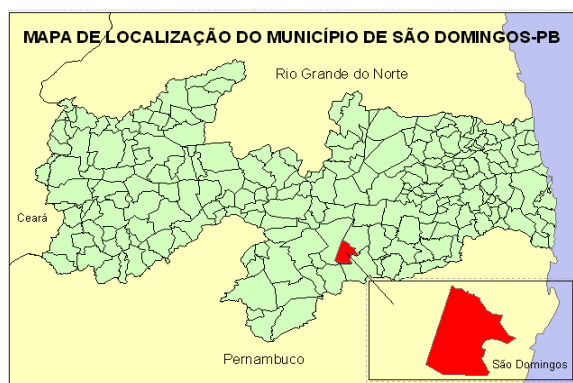 MAPA DE LOCALIZAÇÃO DO MUNICÍPIO DE SÃO DOMINGOS-PB
Rio Grande do Norte
Ceará
Pernambuco
São Domingos